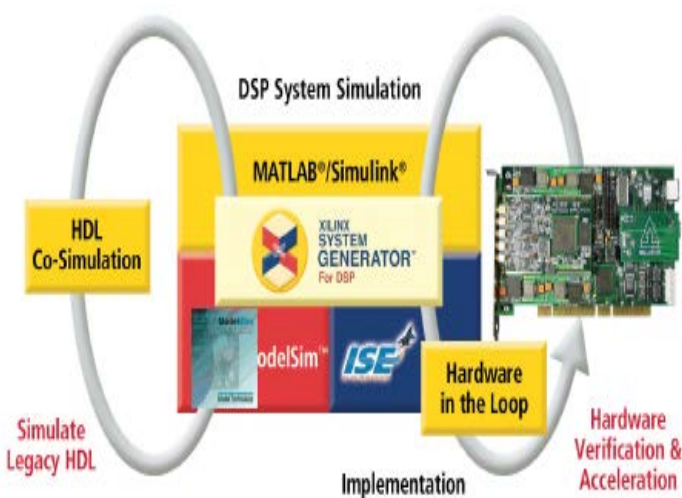 DSP System Simulation
MATLAB®/Simulink®
HDL
Co-Simulation
XILINX
SYSTEM
GENERATOR™
For DSP
odelSim™
ISE
Hardware
in the Loop
Simulate
Legacy HDL
Implementation
Hardware
Verification &
Acceleration